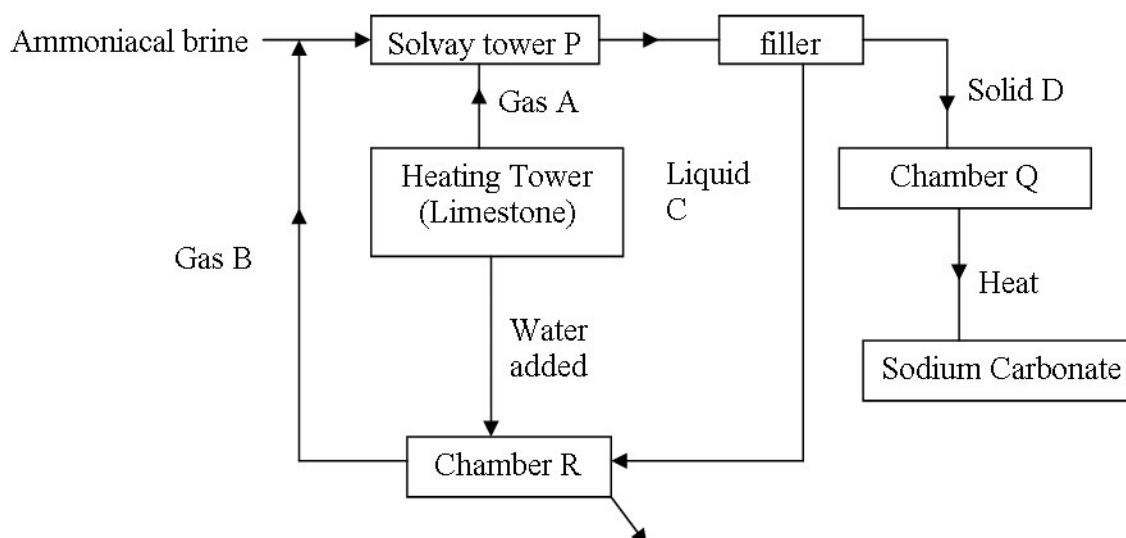 Ammoniacal brine
Solvay tower P
filler
Gas A
Solid D
Heating Tower
(Limestone)
Liquid
C
Chamber Q
Gas B
Heat
Water
added
Sodium Carbonate
Chamber R